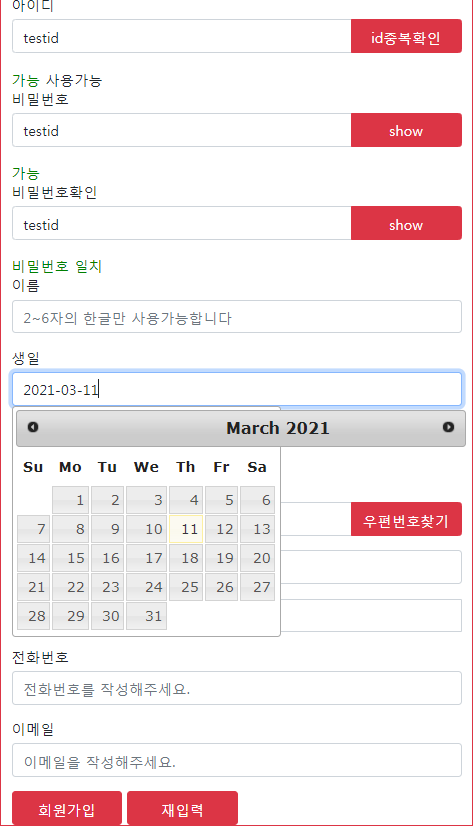 아이디
testid
id중복확인
가능 사용가능
비밀번호
testid
show
가능
비밀번호확인
testid
show
비밀번호 일치
이름
2~6자의 한글만 사용가능합니다
생일
2021-03-11
March 2021
Su Mo Tu We Th Fr Sa
1 2 3 4 5 6
7 8 9 10 11 12 13
우편번호찾기
14 15 16 17 18 19 20
21 22 23 24 25 26 27
28 29 30 31
전화번호
전화번호를 작성해주세요.
이메일
이메일을 작성해주세요.
회원가입
재입력